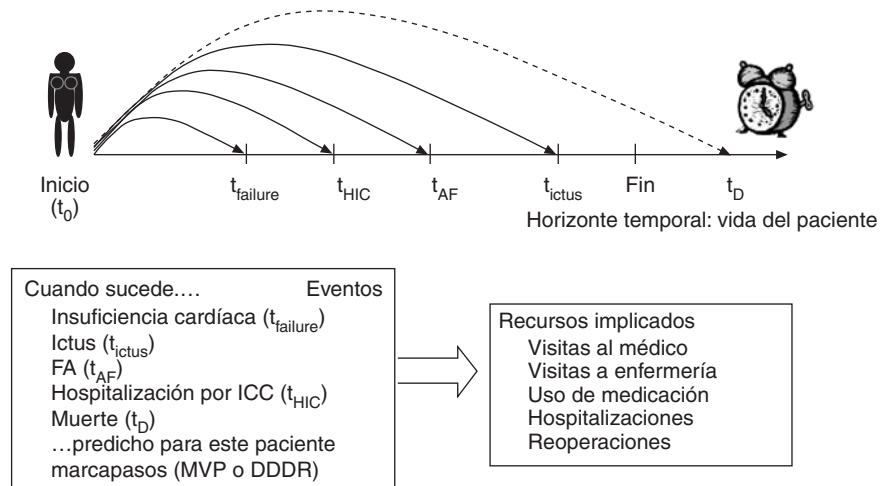 Inicio
(t0)
tfailure
tHIC
tAF
tictus
Fin
tD
Horizonte temporal: vida del paciente
Cuando sucede.... Eventos
Insuficiencia cardíaca (tfailure)
Ictus (tictus)
FA (tAF)
Hospitalización por ICC (tHIC)
Muerte (tD)
...predicho para este paciente
marcapasos (MVP o DDDR)
Recursos implicados
Visitas al médico
Visitas a enfermería
Uso de medicación
Hospitalizaciones
Reoperaciones